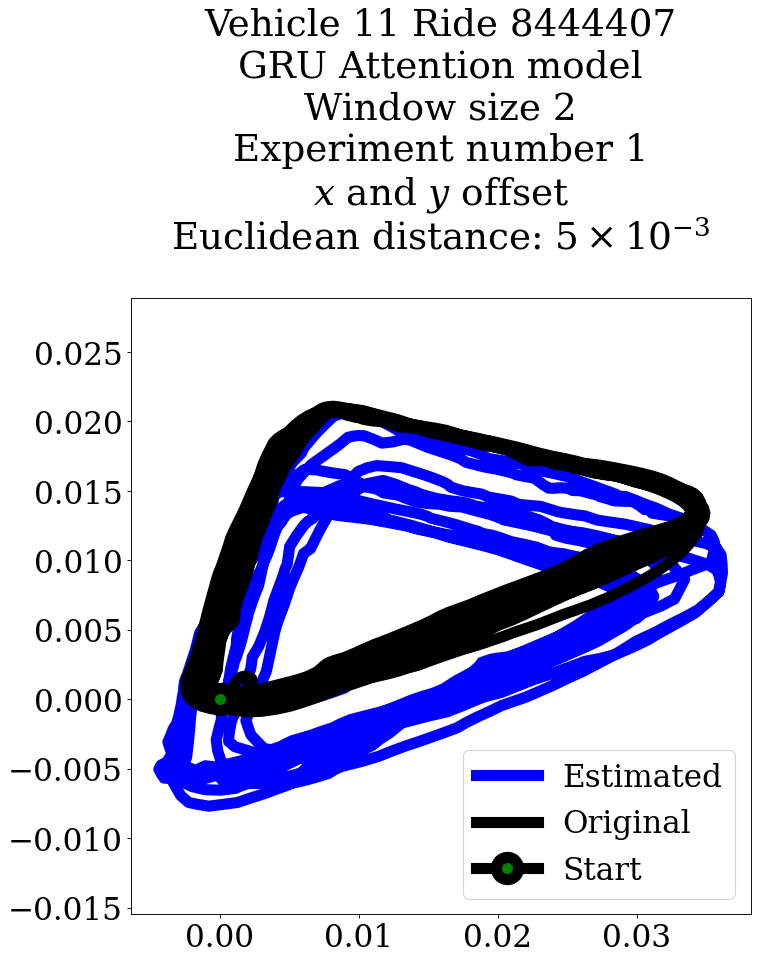 Vehicle 11 Ride 8444407
GRU Attention model
Window size 2
Experiment number 1
x and y offset
Euclidean distance: 5 × 10⁻³
0.025
0.020
0.015
0.010
0.005
0.000
−0.005
−0.010
−0.015
0.00 0.01 0.02 0.03
Estimated
Original
Start